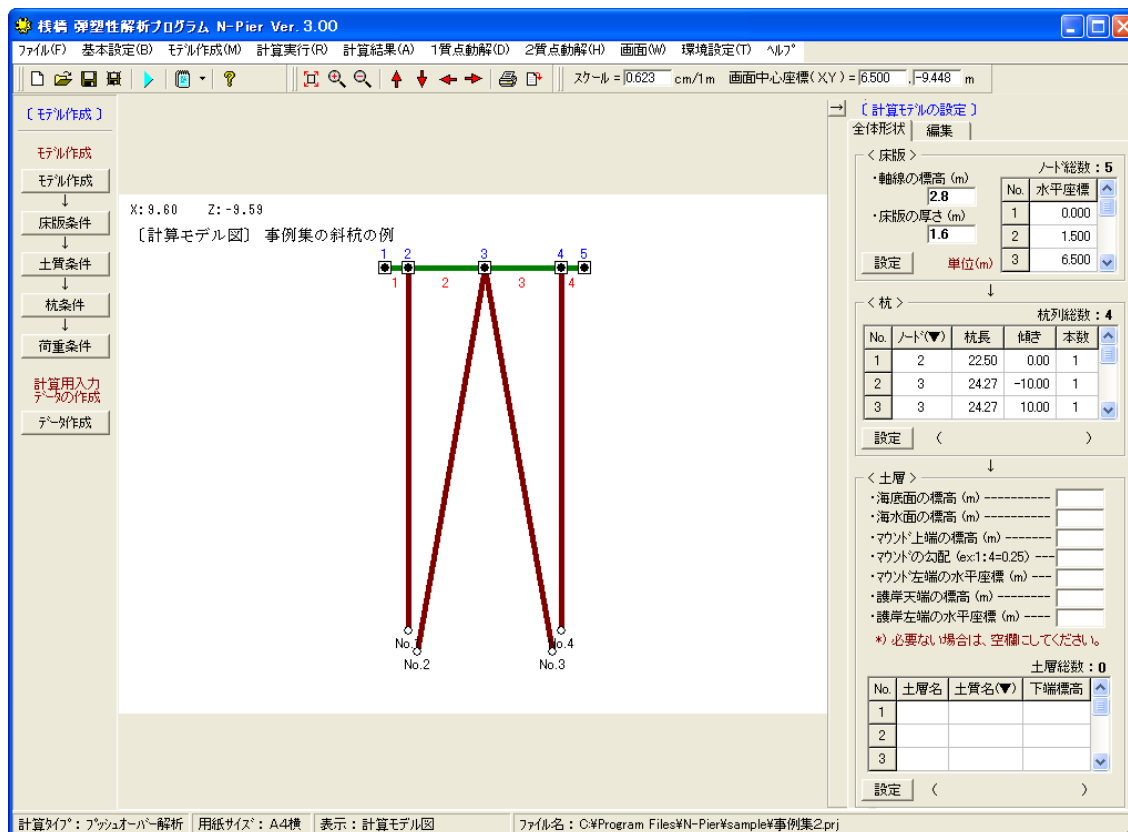 桟橋 弾塑性解析プログラム N-Pier Ver. 3.00
ファイル(F) 基本設定(B) モデル作成(M) 計算実行(R) 計算結果(A) 1質点動解(D) 2質点動解(H) 画面(W) 環境設定(T) ヘルプ
スケール = 0.623 cm/1m 画面中心座標(X,Y) = 6.500 , -9.448 m
〔 モデル作成 〕
モデル作成
モデル作成
↓
床版条件
↓
土質条件
↓
杭条件
↓
荷重条件
計算用入力
データの作成
データ作成
X: 9.60 Z: -9.59
〔計算モデル図〕 事例集の斜杭の例
1 2 3 4 5
1 2 3 4
No.1
No.2
No.3
No.4
→ 〔 計算モデルの設定 〕
全体形状 編集
< 床版 >
ノード総数 : 5
・軸線の標高 (m)
2.8
・床版の厚さ (m)
1.6
設定 単位(m)
No. 水平座標
1 0.000
2 1.500
3 6.500
↓
< 杭 >
杭列総数 : 4
No. ノード(▼) 杭長 傾き 本数
1 2 22.50 0.00 1
2 3 24.27 -10.00 1
3 3 24.27 10.00 1
設定 ( )
↓
< 土層 >
・海底面の標高 (m) ----------
・海水面の標高 (m) ----------
・マウンド上端の標高 (m) -------
・マウンドの勾配 (ex:1:4=0.25) ---
・マウンド左端の水平座標 (m) ---
・護岸天端の標高 (m) --------
・護岸左端の水平座標 (m) -----
*) 必要ない場合は、空欄にしてください。
土層総数 : 0
No. 土層名 土質名(▼) 下端標高
1
2
3
設定 ( )
計算タイプ : プッシュオーバー解析 用紙サイズ : A4横 表示 : 計算モデル図 ファイル名 : C:¥Program Files¥N-Pier¥sample¥事例集2.prj